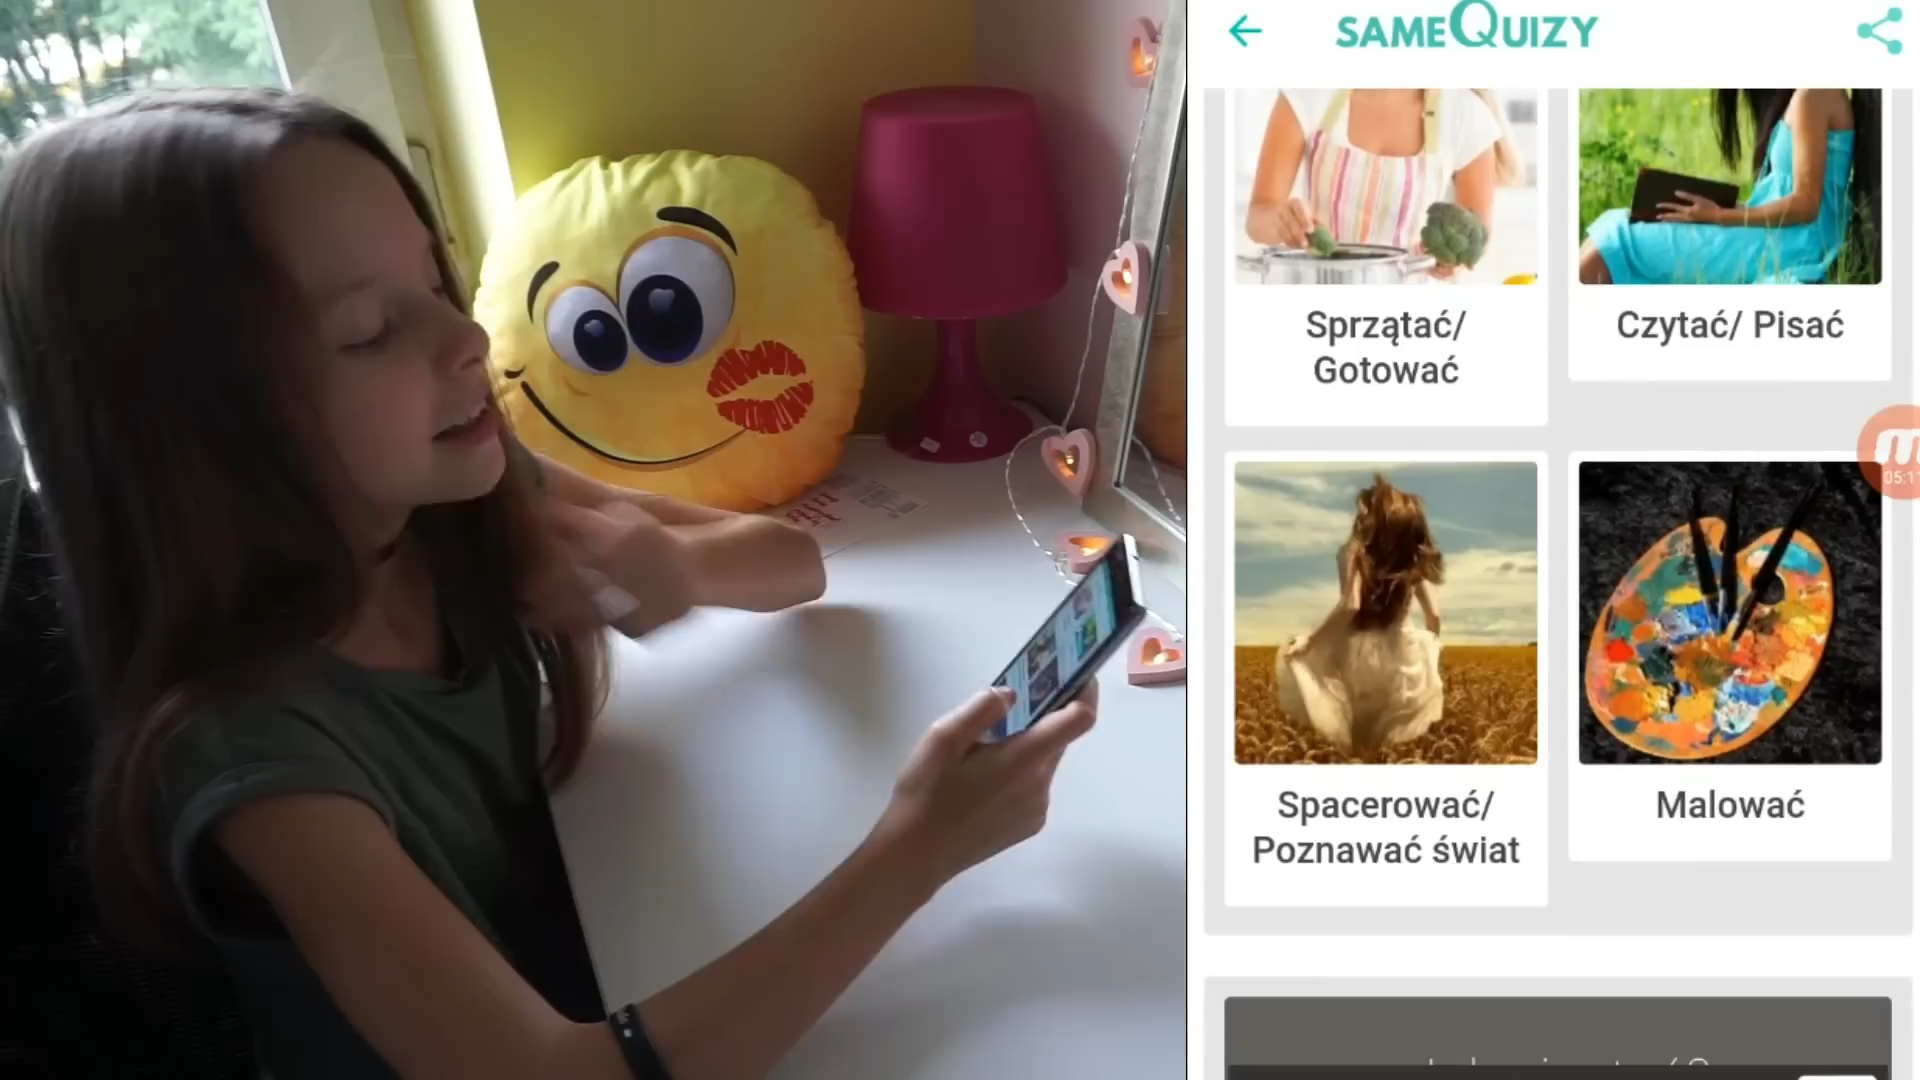 SAMEQUIZY
Sprzątać/
Gotować
Czytać/ Pisać
Spacerować/
Poznawać świat
Malować